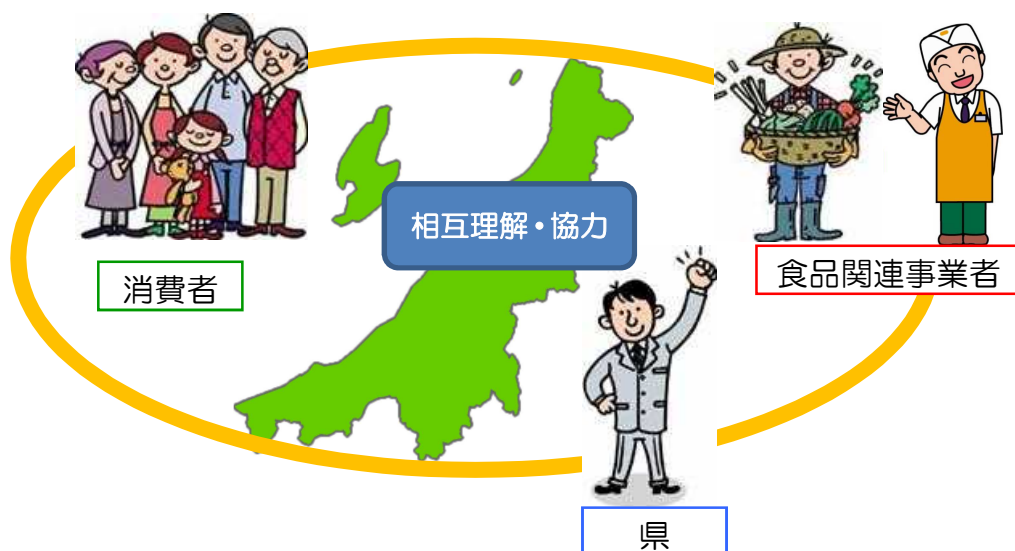 相互理解・協力
消費者
食品関連事業者
県